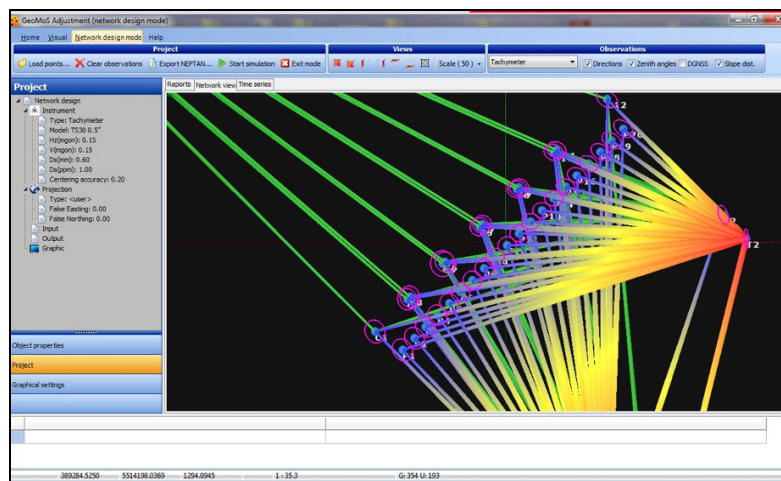 GeoMoS Adjustment (network design mode)
Home Visual Network design mode Help
Project
Load points... Clear observations Export NEPTAN... Start simulation Exit mode
Views
Scale ( 50 )
Observations
Tachymeter Directions Zenith angles DGNSS Slope dist.
Project
Network design
Instrument
Type: Tachymeter
Model: TS30 0.5"
Hz(mgon): 0.15
V(mgon): 0.15
Ds(mm): 0.60
Ds(ppm): 1.00
Centering accuracy: 0.20
Projection
Type: <user>
False Easting: 0.00
False Northing: 0.00
Input
Output
Graphic
Object properties
Project
Graphical settings
Reports Network view Time series
T2
389284.5250 5514198.0369 1294.0945 1 : 35.3 G: 354 U: 193